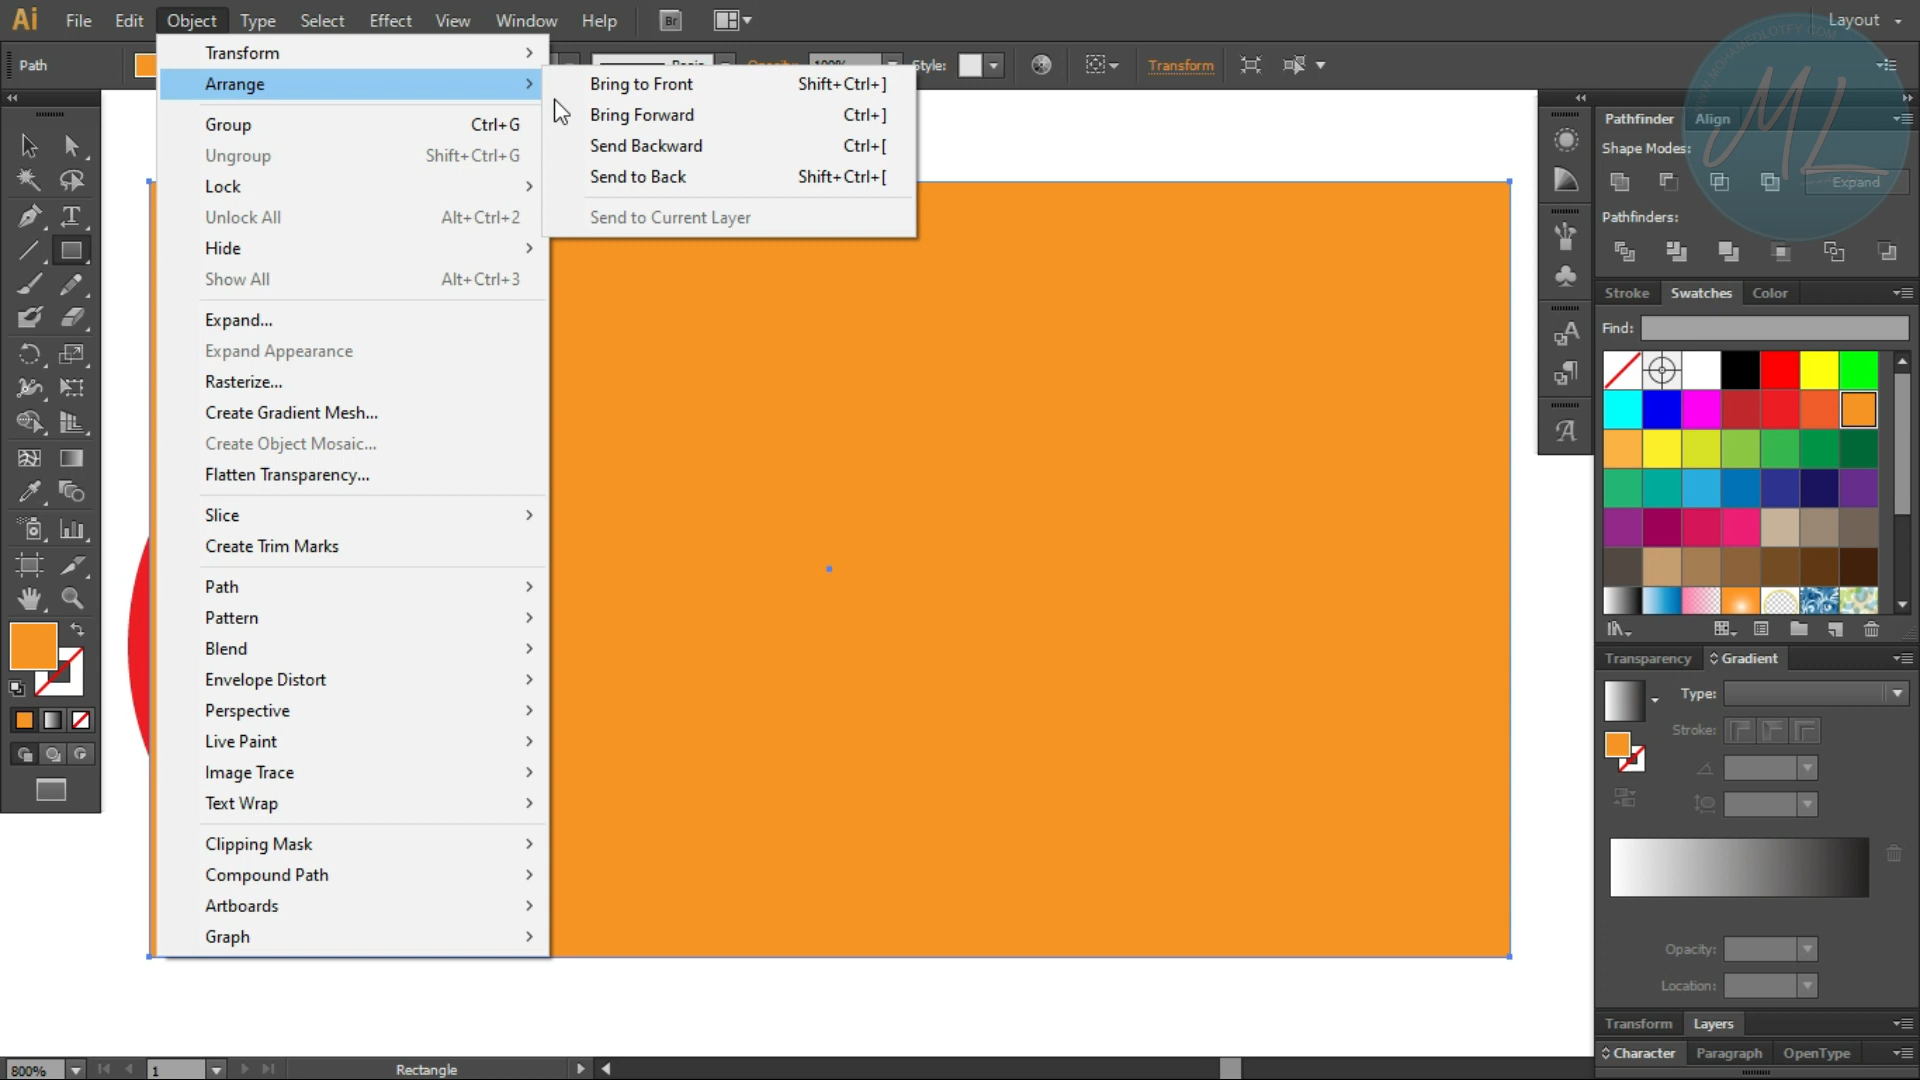 Ai File Edit Object Type Select Effect View Window Help Br Layout
Path Basic Opacity: 100% Style: Transform
Transform
Arrange
Group Ctrl+G
Ungroup Shift+Ctrl+G
Lock
Unlock All Alt+Ctrl+2
Hide
Show All Alt+Ctrl+3
Expand...
Expand Appearance
Rasterize...
Create Gradient Mesh...
Create Object Mosaic...
Flatten Transparency...
Slice
Create Trim Marks
Path
Pattern
Blend
Envelope Distort
Perspective
Live Paint
Image Trace
Text Wrap
Clipping Mask
Compound Path
Artboards
Graph
Bring to Front Shift+Ctrl+]
Bring Forward Ctrl+]
Send Backward Ctrl+[
Send to Back Shift+Ctrl+[
Send to Current Layer
WWW.MOHAMEDLOTFY.COM
ML
Pathfinder Align
Shape Modes:
Expand
Pathfinders:
Stroke Swatches Color
Find:
Transparency Gradient
Type:
Stroke:
Opacity:
Location:
Transform Layers
Character Paragraph OpenType
800% 1 Rectangle